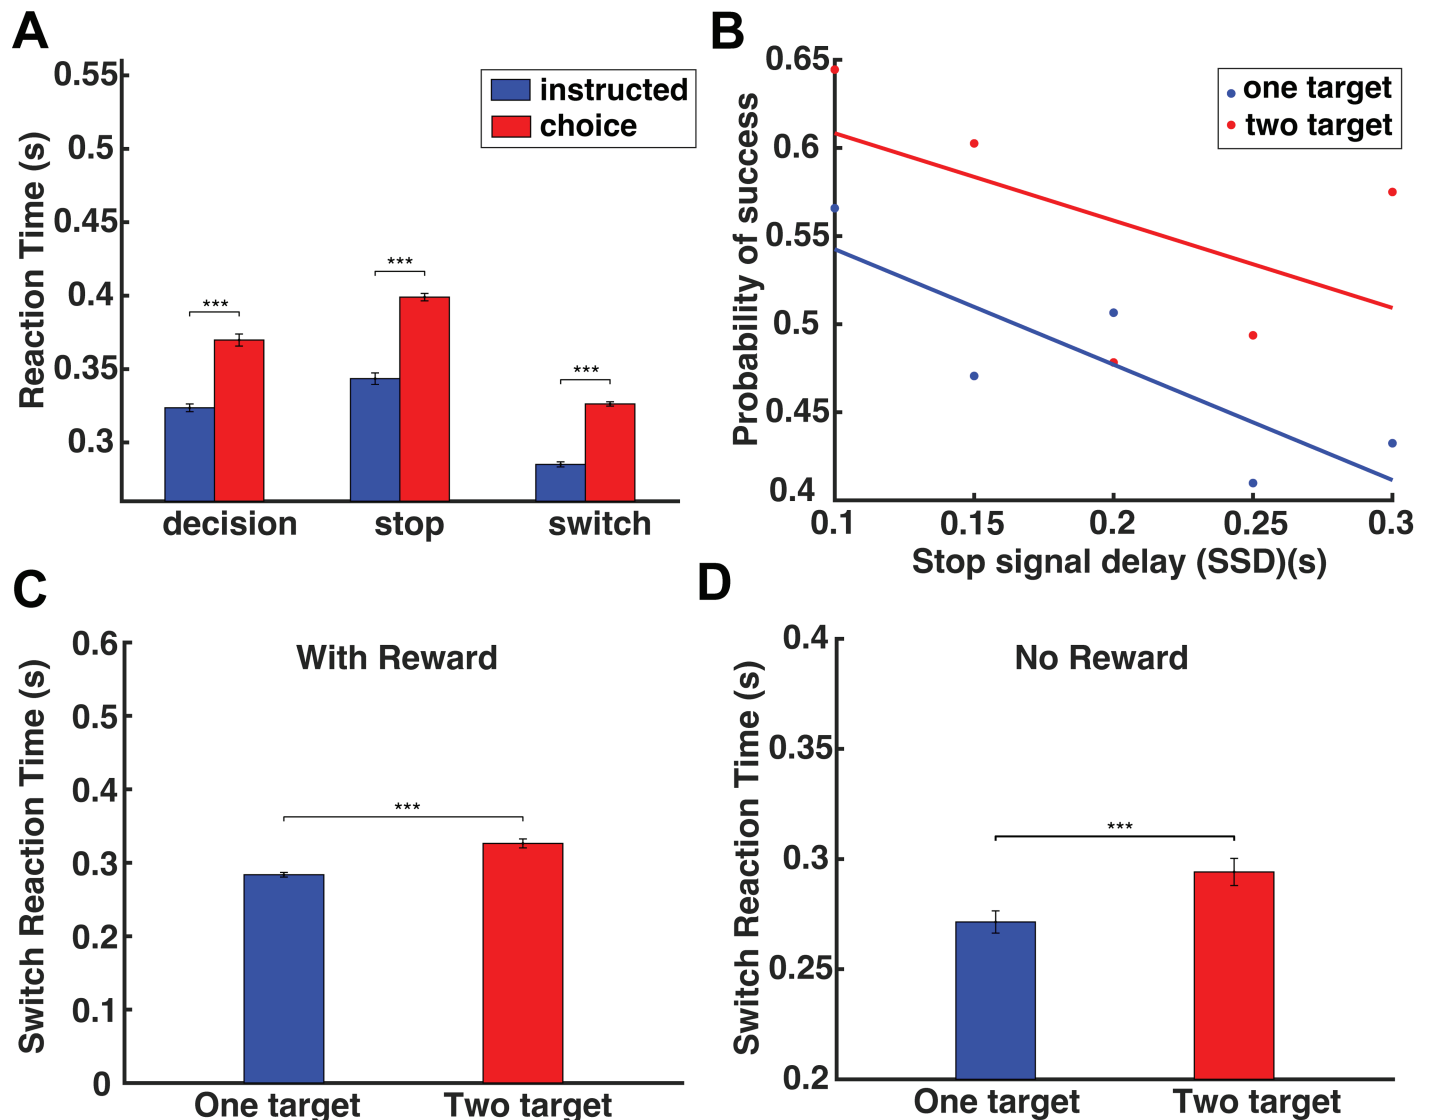 A
0.55
0.5
0.45
0.4
0.35
0.3
Reaction Time (s)
instructed
choice
***
***
***
decision stop switch
B
0.65
0.6
0.55
0.5
0.45
0.4
Probability of success
one target
two target
0.1 0.15 0.2 0.25 0.3
Stop signal delay (SSD)(s)
C
With Reward
0.6
0.5
0.4
0.3
0.2
0.1
0
Switch Reaction Time (s)
***
One target Two target
D
No Reward
0.4
0.35
0.3
0.25
0.2
Switch Reaction Time (s)
***
One target Two target